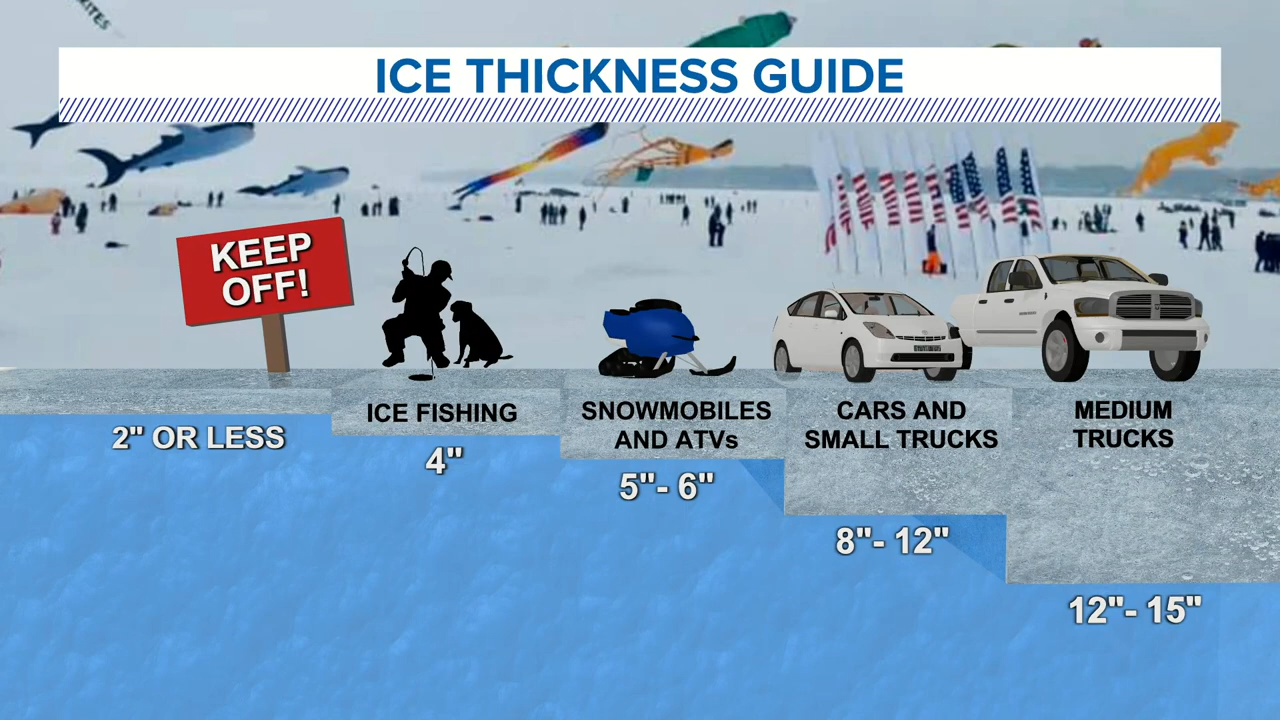 ICE THICKNESS GUIDE
KEEP
OFF!
2" OR LESS
ICE FISHING
4"
SNOWMOBILES
AND ATVs
5"- 6"
CARS AND
SMALL TRUCKS
8"- 12"
MEDIUM
TRUCKS
12"- 15"